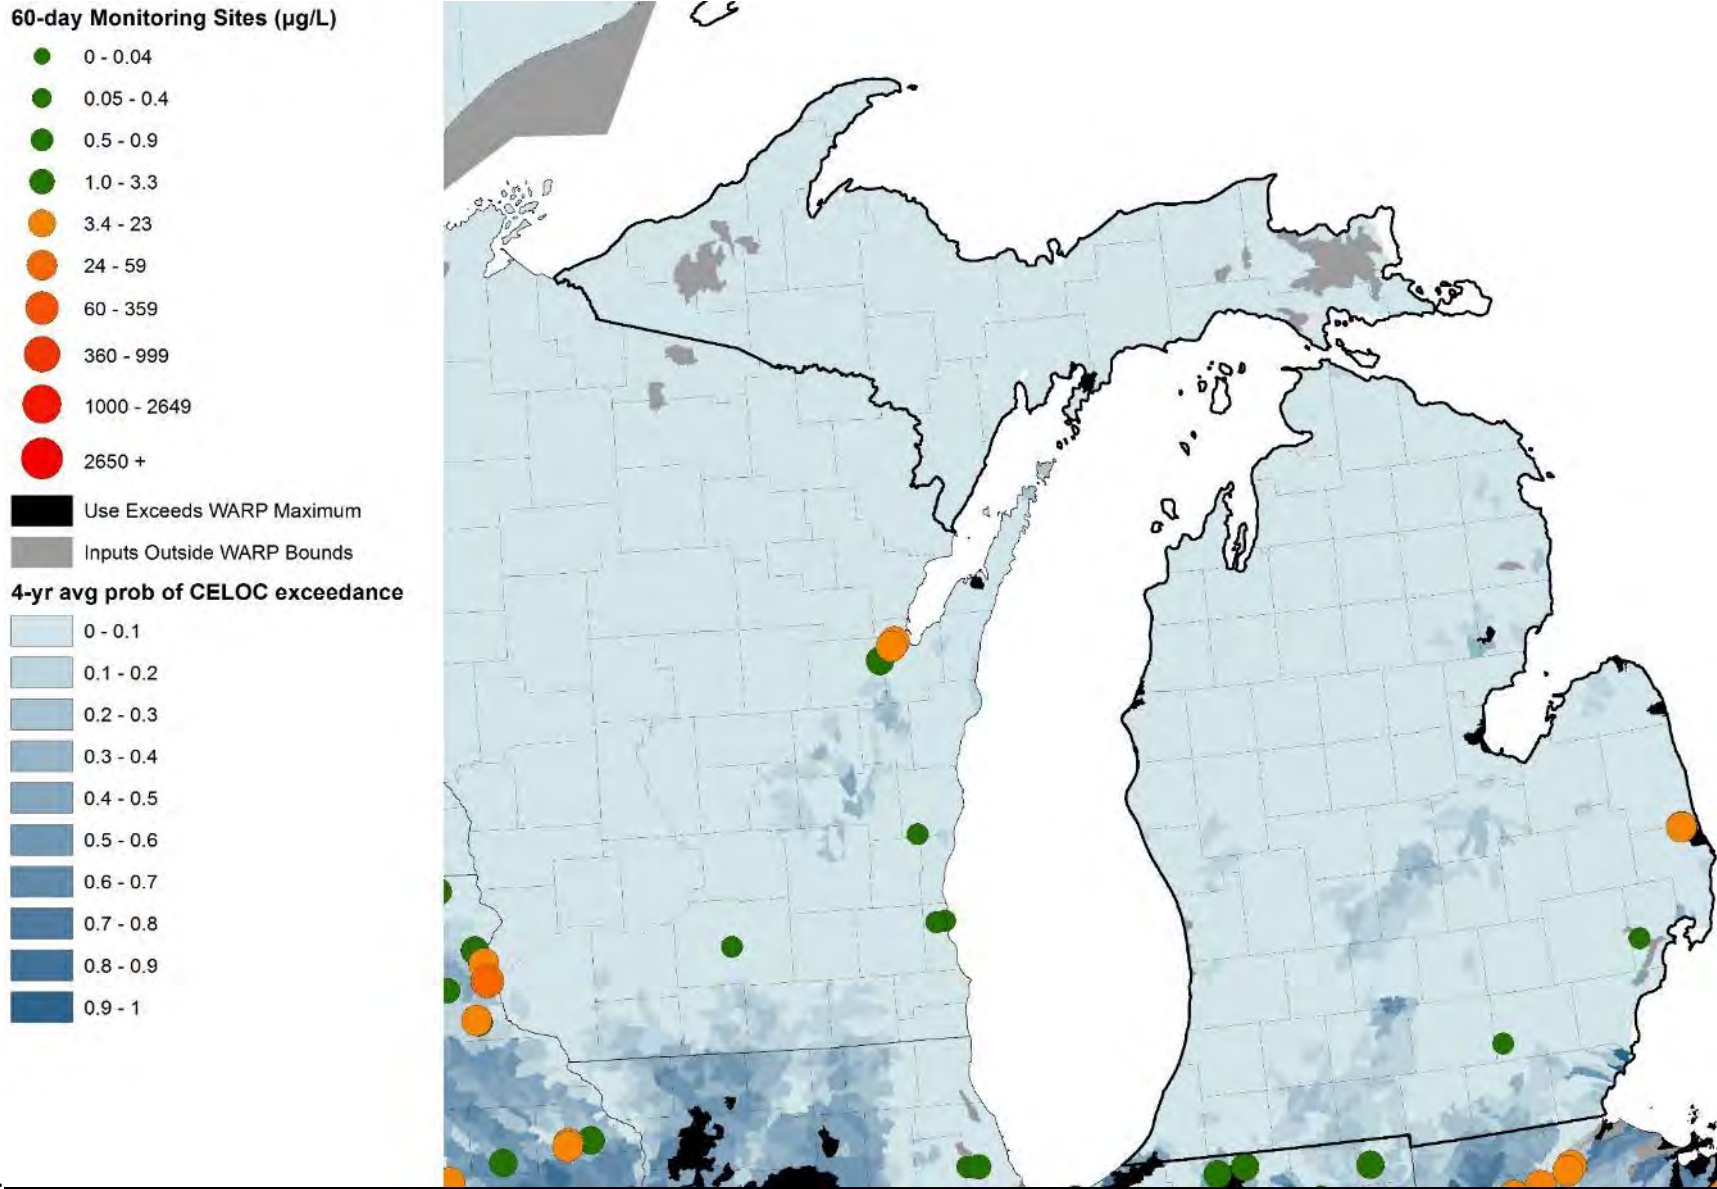 60-day Monitoring Sites (µg/L)
0 - 0.04
0.05 - 0.4
0.5 - 0.9
1.0 - 3.3
3.4 - 23
24 - 59
60 - 359
360 - 999
1000 - 2649
2650 +
Use Exceeds WARP Maximum
Inputs Outside WARP Bounds
4-yr avg prob of CELOC exceedance
0 - 0.1
0.1 - 0.2
0.2 - 0.3
0.3 - 0.4
0.4 - 0.5
0.5 - 0.6
0.6 - 0.7
0.7 - 0.8
0.8 - 0.9
0.9 - 1